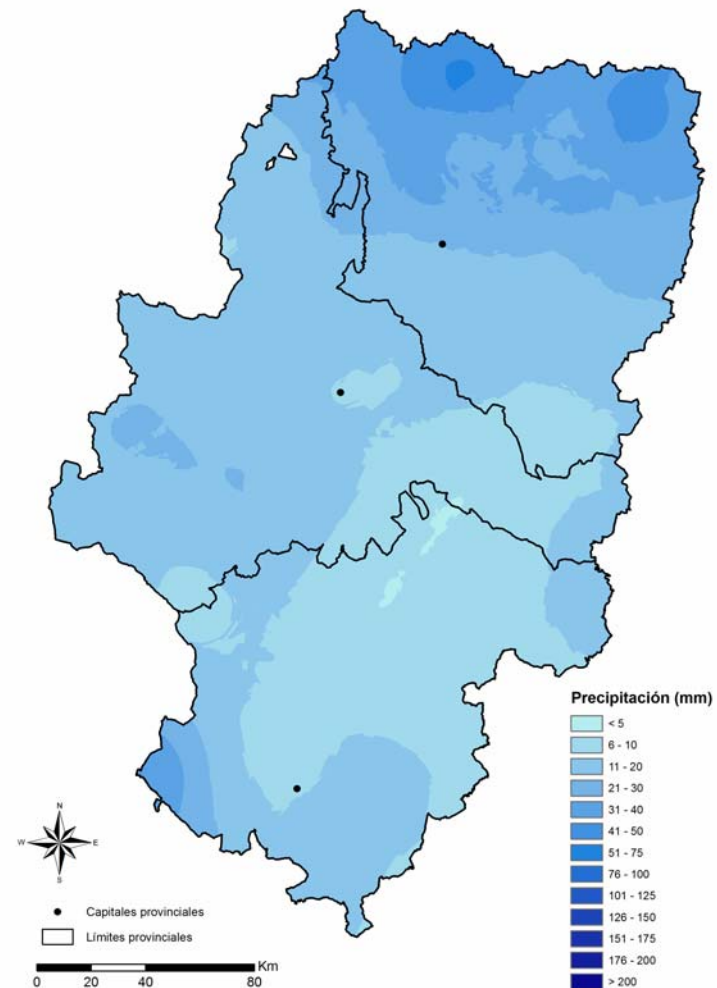 Precipitación (mm)
< 5
6 - 10
11 - 20
21 - 30
31 - 40
41 - 50
51 - 75
76 - 100
101 - 125
126 - 150
151 - 175
176 - 200
> 200
N
W E
S
Capitales provinciales
Límites provinciales
Km
0 20 40 80